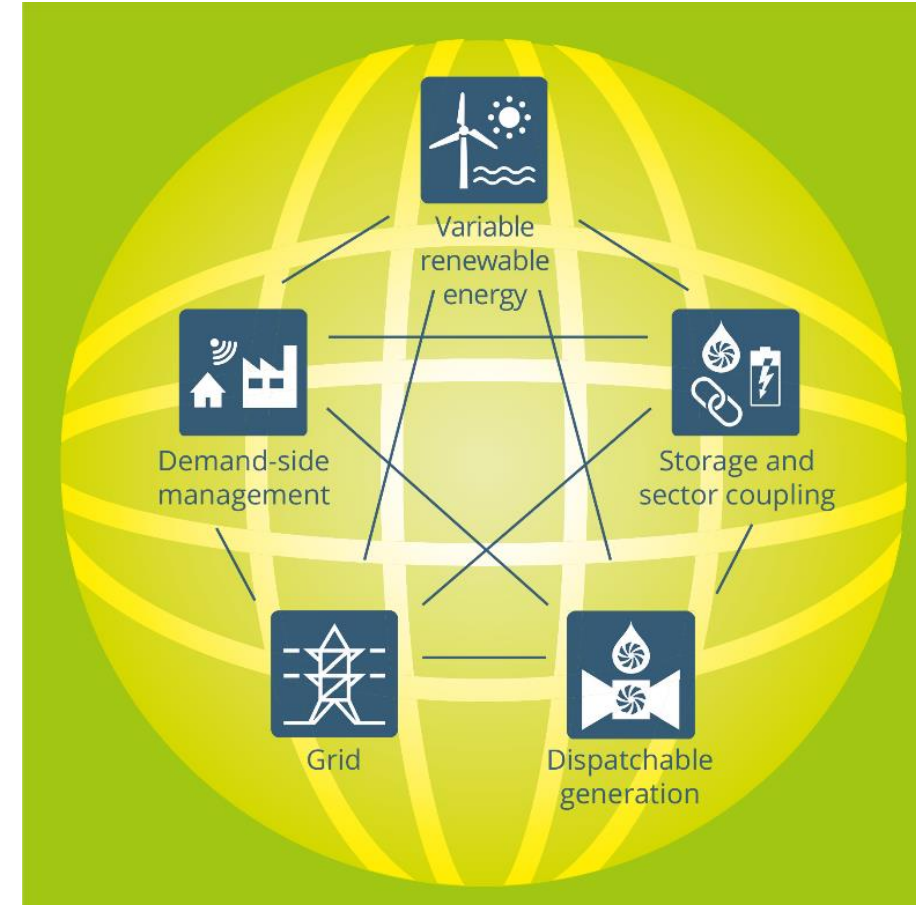 Variable
renewable
energy
Demand-side
management
Storage and
sector coupling
Grid
Dispatchable
generation